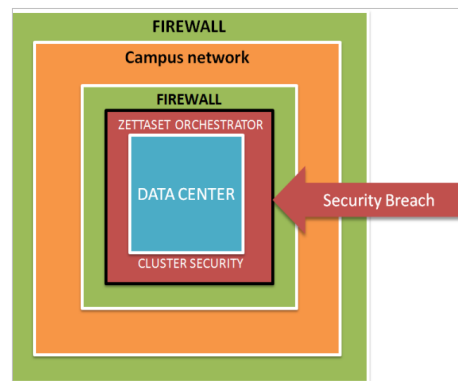 FIREWALL
Campus network
FIREWALL
ZETTASET ORCHESTRATOR
DATA CENTER
Security Breach
CLUSTER SECURITY